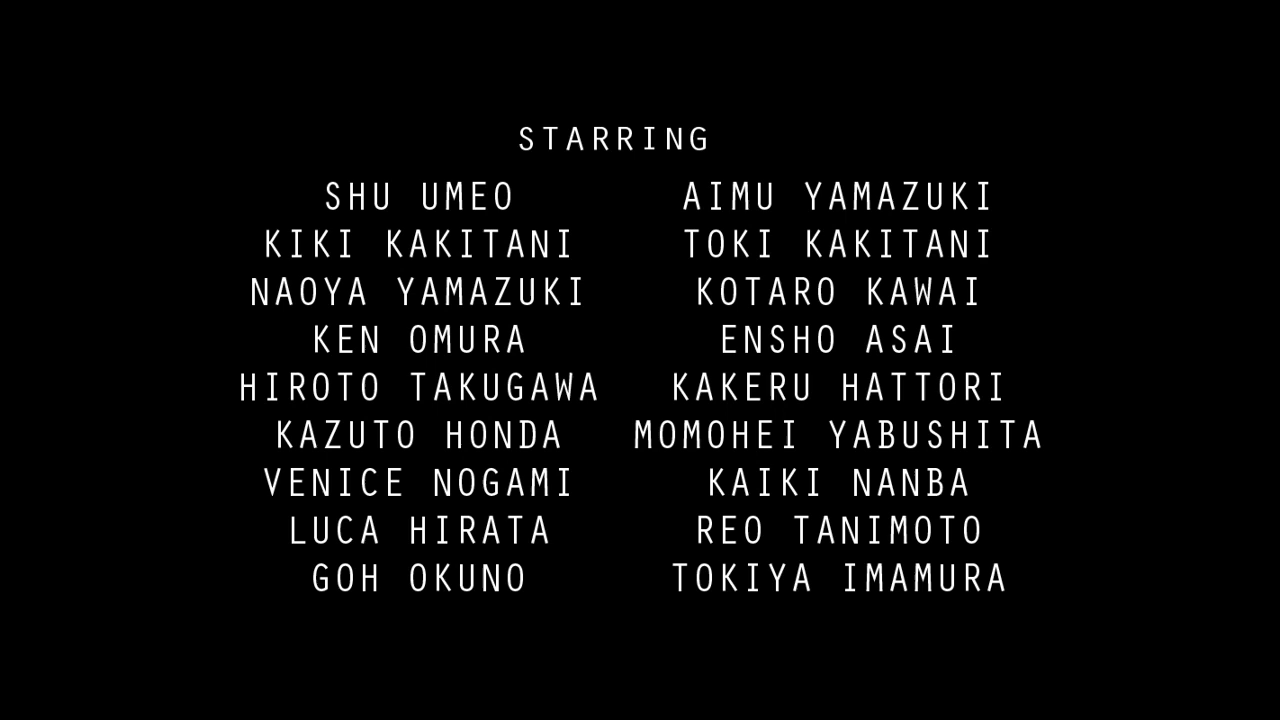 STARRING
SHU UMEO AIMU YAMAZUKI
KIKI KAKITANI TOKI KAKITANI
NAOYA YAMAZUKI KOTARO KAWAI
KEN OMURA ENSHO ASAI
HIROTO TAKUGAWA KAKERU HATTORI
KAZUTO HONDA MOMOHEI YABUSHITA
VENICE NOGAMI KAIKI NANBA
LUCA HIRATA REO TANIMOTO
GOH OKUNO TOKIYA IMAMURA